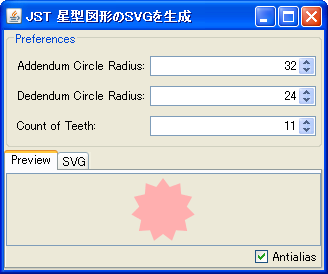 JST 星型図形のSVGを生成
Preferences
Addendum Circle Radius: 32
Dedendum Circle Radius: 24
Count of Teeth: 11
Preview SVG
Antialias